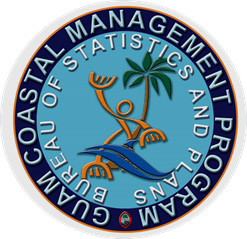 GUAM COASTAL MANAGEMENT PROGRAM
BUREAU OF STATISTICS AND PLANS